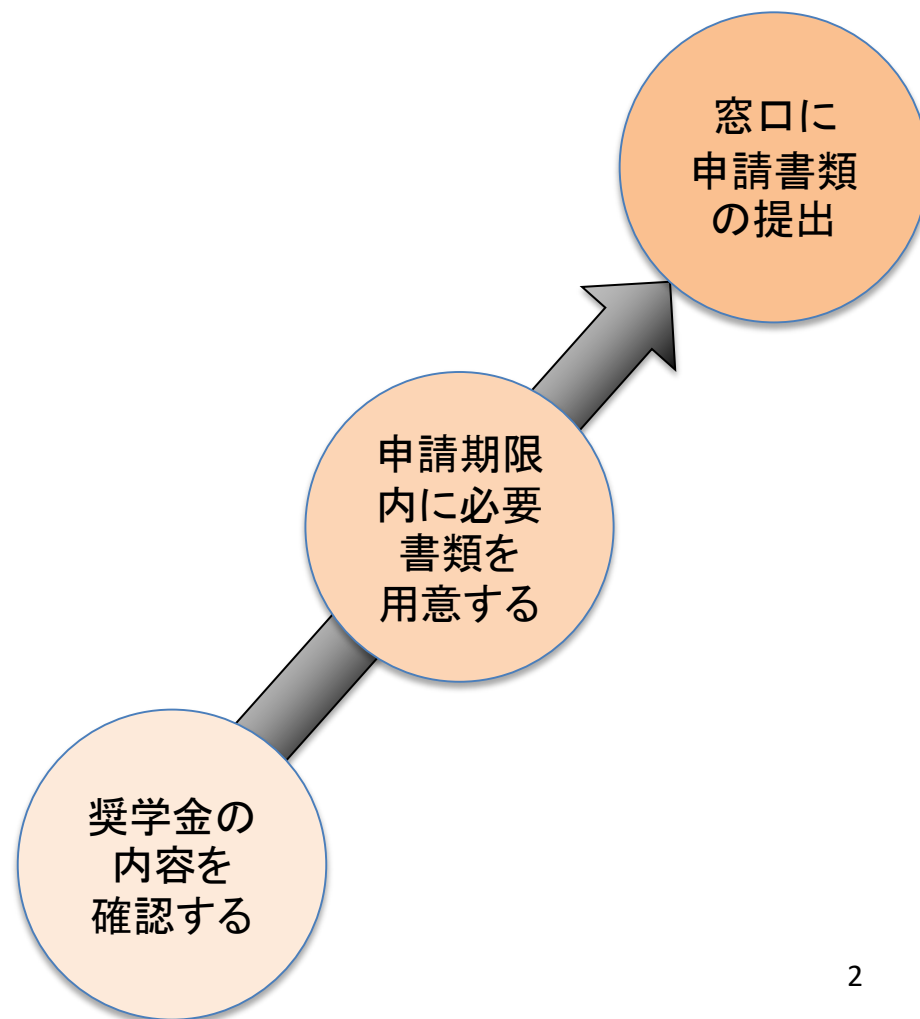 窓口に
申請書類
の提出
申請期限
内に必要
書類を
用意する
奨学金の
内容を
確認する
2